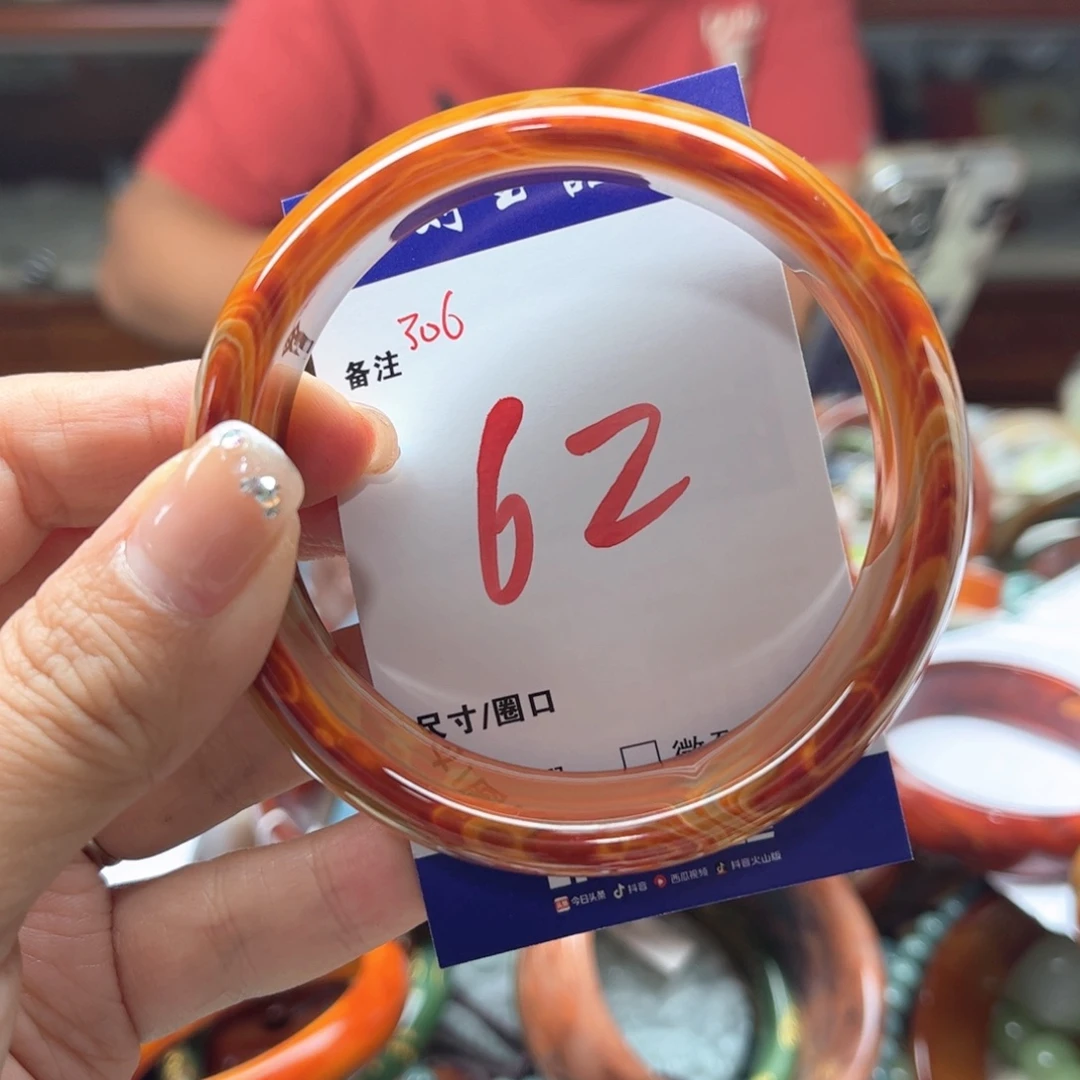 306
备注
62
尺寸/圈口
今日头条 抖音 西瓜视频 抖音火山版